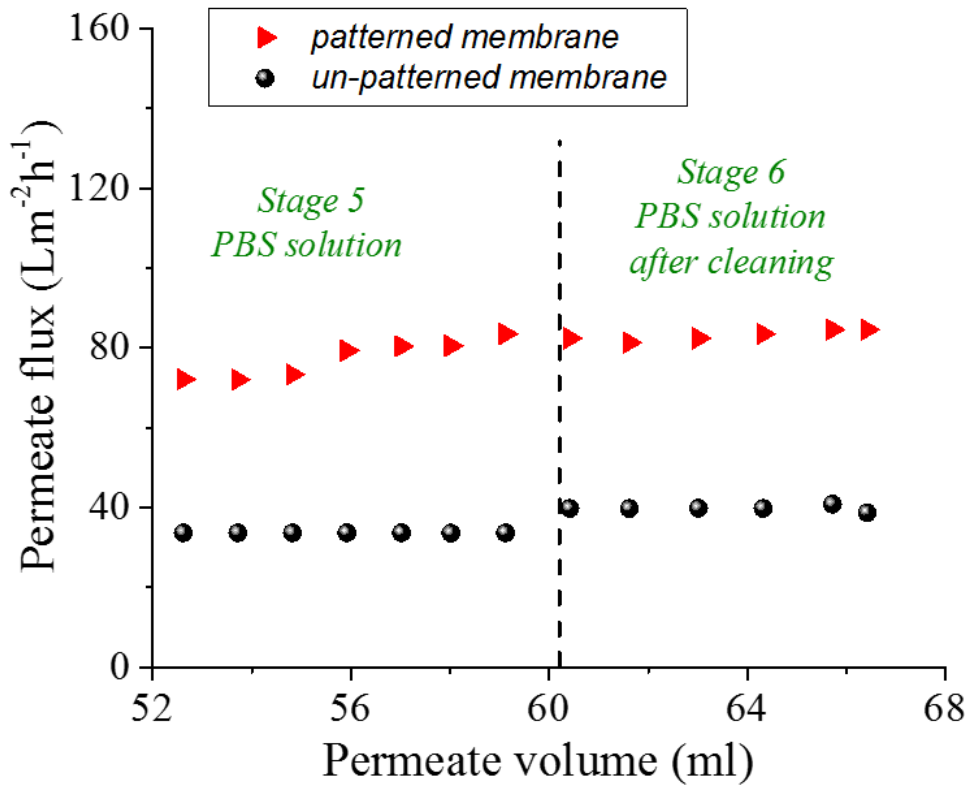 160
120
80
40
0
Permeate flux (Lm⁻²h⁻¹)
patterned membrane
un-patterned membrane
Stage 5
PBS solution
Stage 6
PBS solution
after cleaning
52
56
60
64
68
Permeate volume (ml)